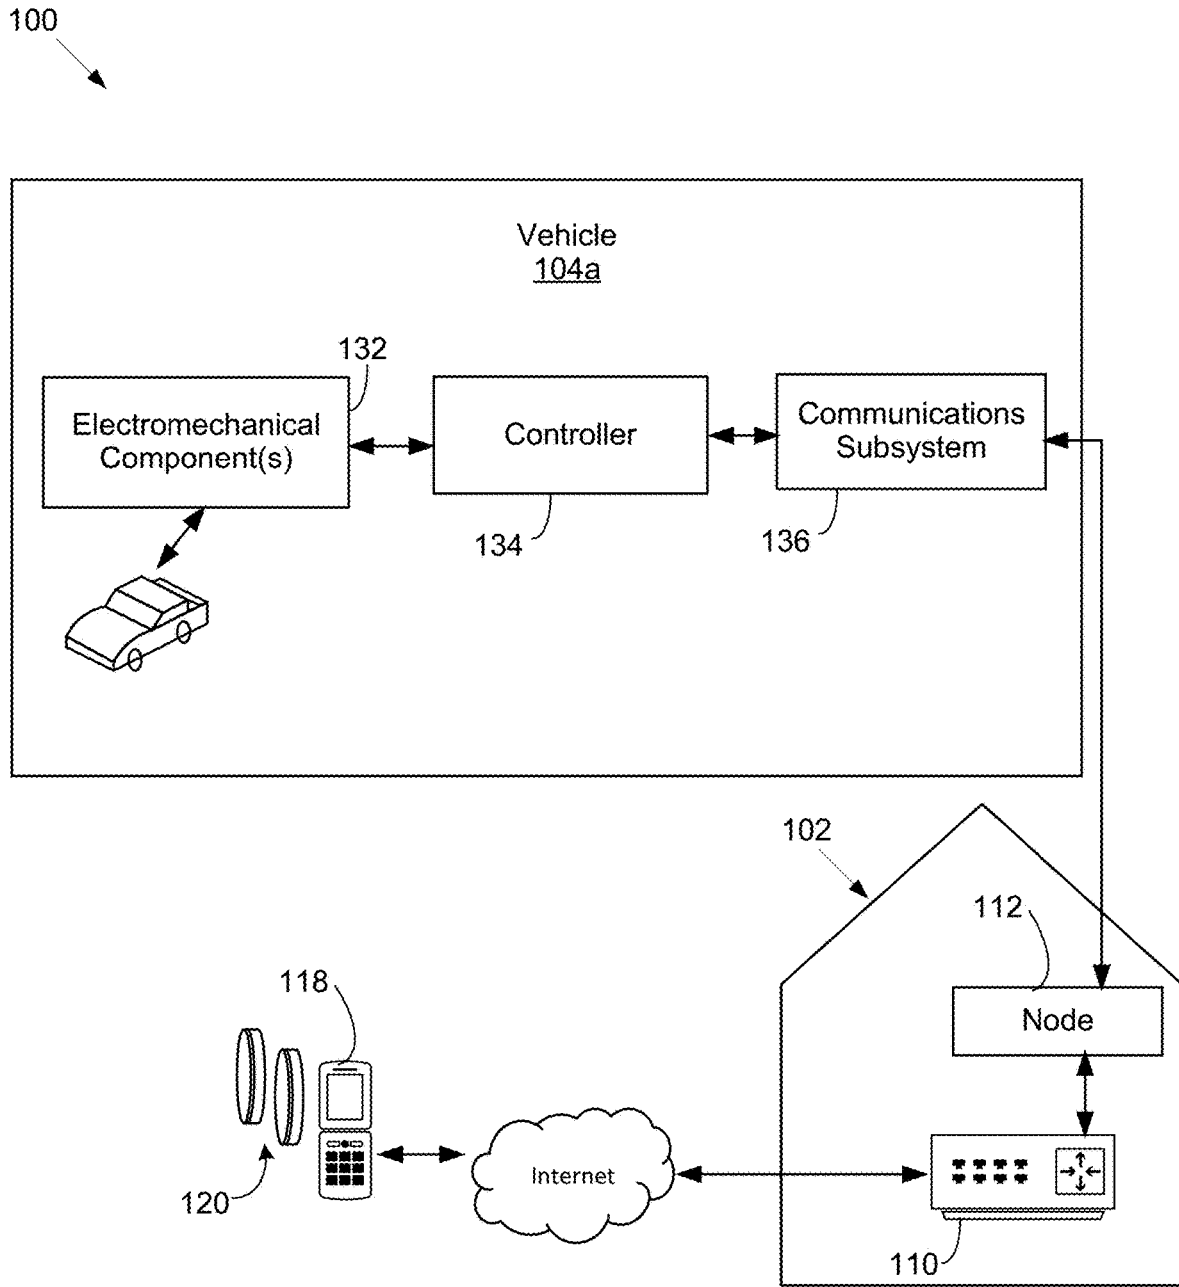 100
Vehicle
104a
132
Electromechanical
Component(s)
Controller
Communications
Subsystem
134
136
102
112
Node
118
120
Internet
110